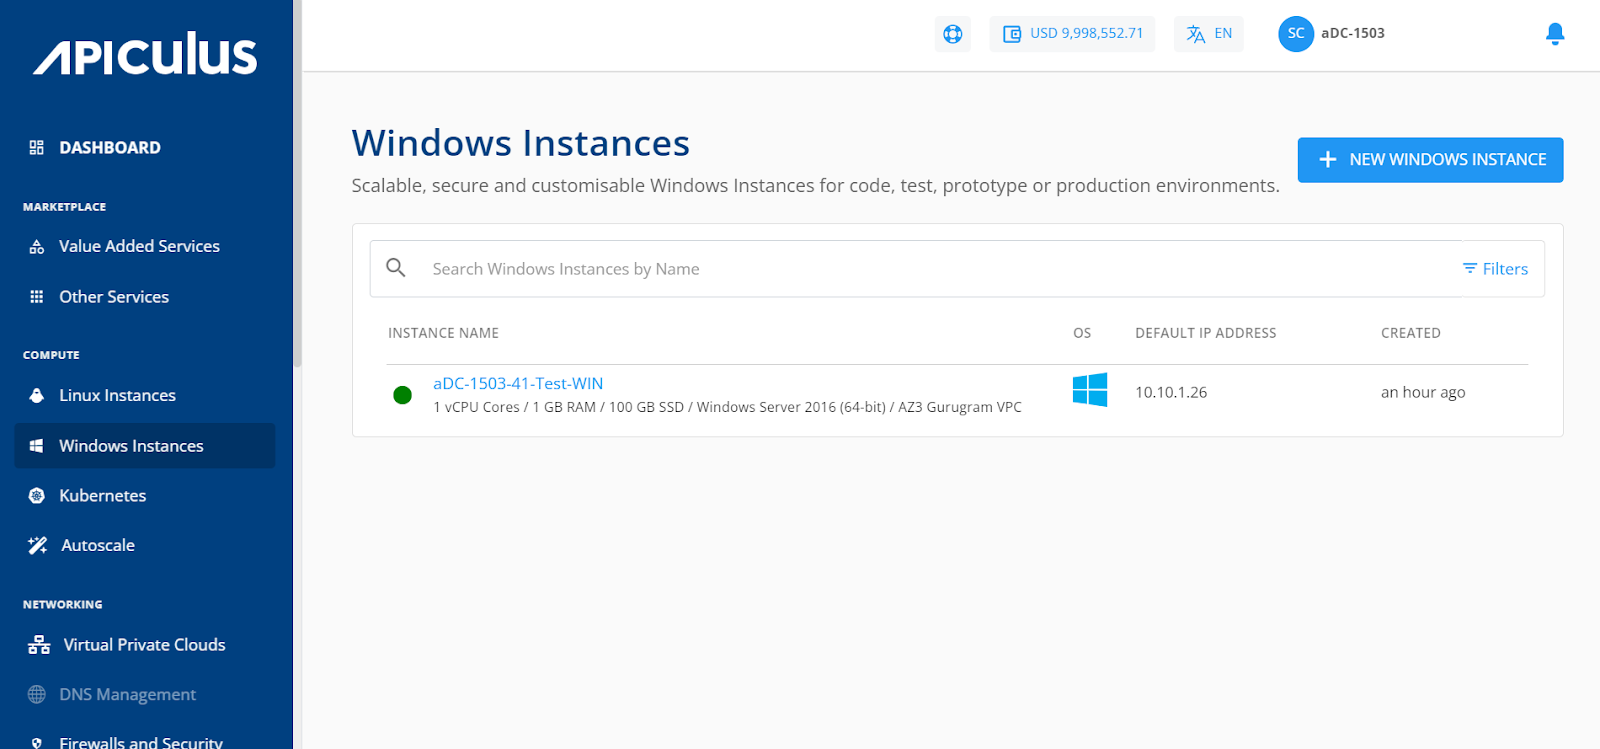 APICULUS
USD 9,998,552.71
EN
SC
aDC-1503
DASHBOARD
MARKETPLACE
Value Added Services
Other Services
COMPUTE
Linux Instances
Windows Instances
Kubernetes
Autoscale
NETWORKING
Virtual Private Clouds
DNS Management
Firewalls and Security
Windows Instances
Scalable, secure and customisable Windows Instances for code, test, prototype or production environments.
NEW WINDOWS INSTANCE
Search Windows Instances by Name
Filters
INSTANCE NAME OS DEFAULT IP ADDRESS CREATED
aDC-1503-41-Test-WIN
1 vCPU Cores / 1 GB RAM / 100 GB SSD / Windows Server 2016 (64-bit) / AZ3 Gurugram VPC
10.10.1.26
an hour ago